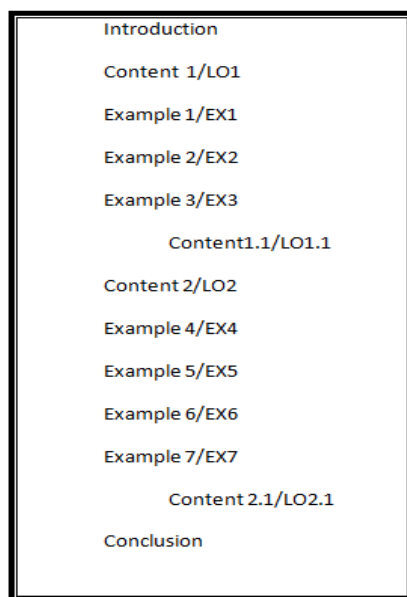 Introduction
Content 1/LO1
Example 1/EX1
Example 2/EX2
Example 3/EX3
Content1.1/LO1.1
Content 2/LO2
Example 4/EX4
Example 5/EX5
Example 6/EX6
Example 7/EX7
Content 2.1/LO2.1
Conclusion